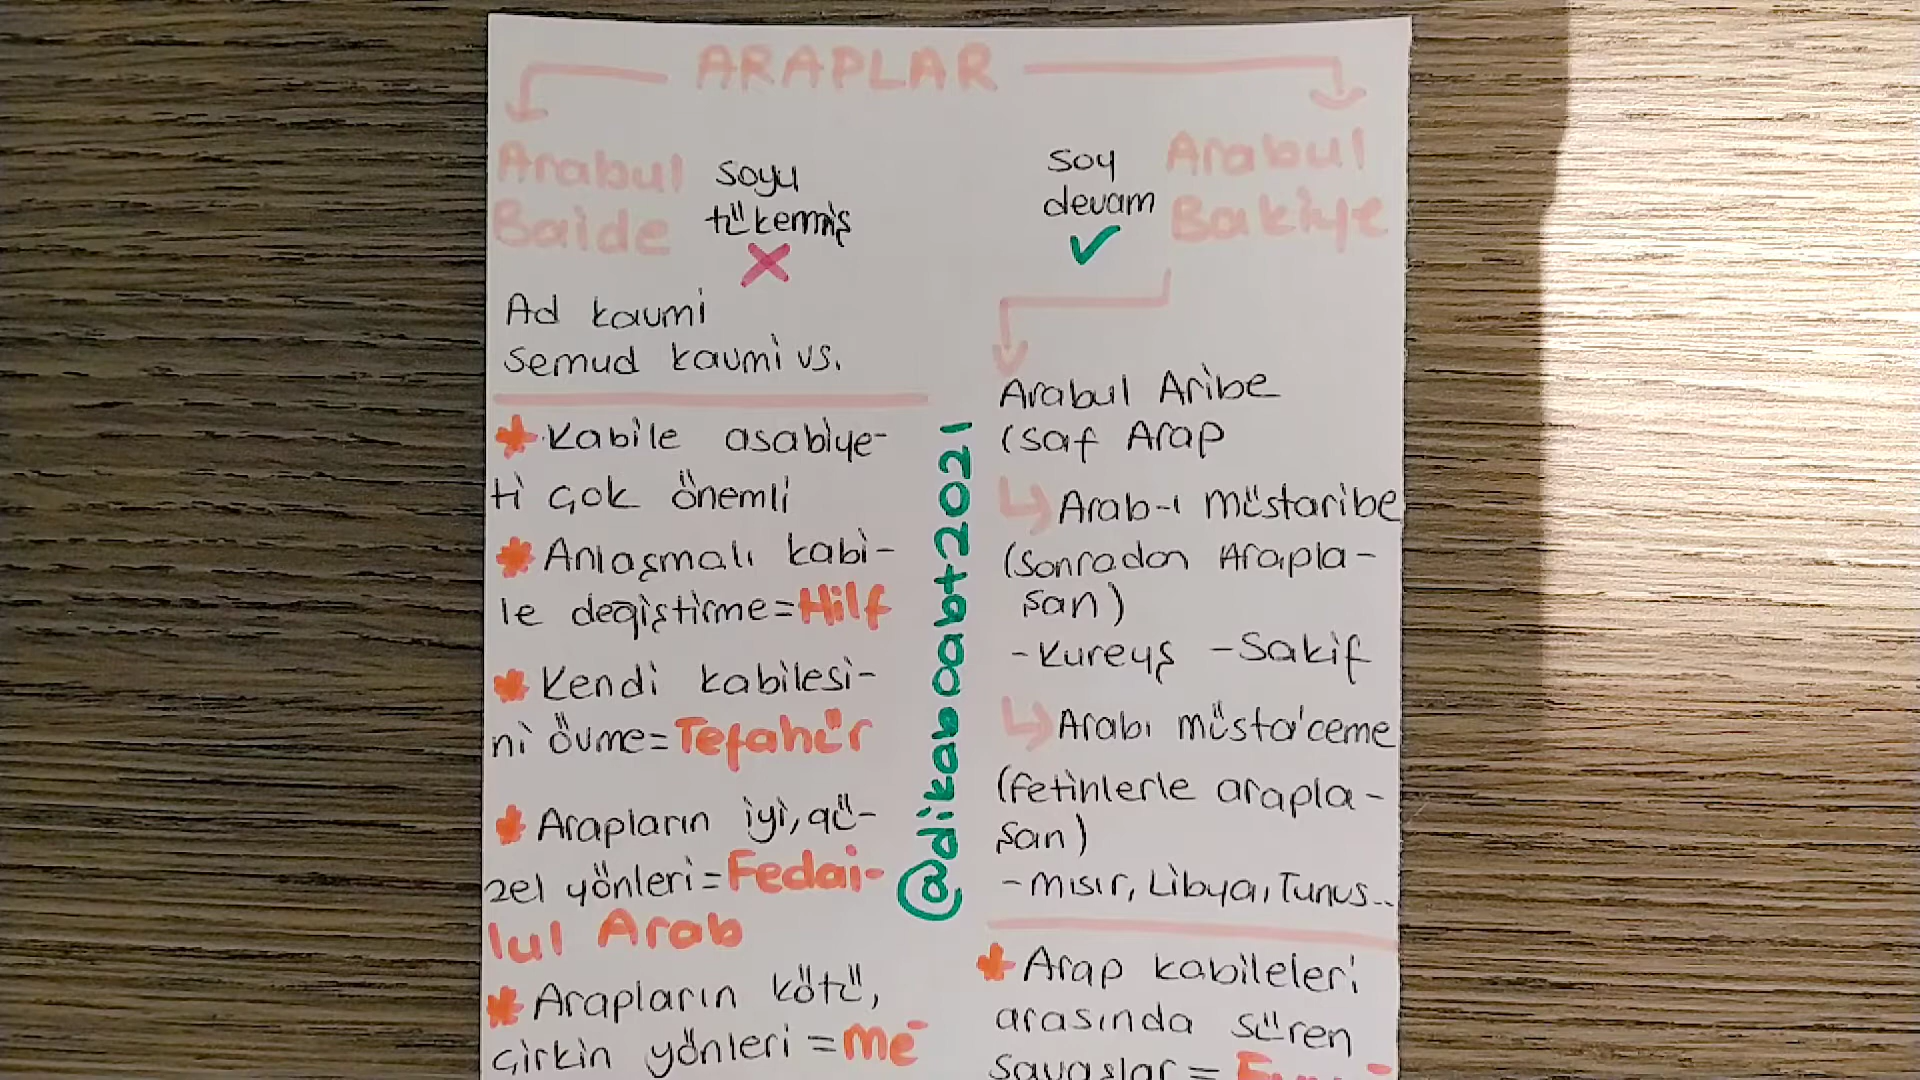 ARAPLAR
Arabul
Baide
soyu
tükenmiş
Ad kavmi
Semud kavmi vs.
*Kabile asabiye-
ti çok önemli
*Anlaşmalı kabi-
le değiştirme=Hilf
*Kendi kabilesi-
ni övme=Tefahür
*Arapların iyi, gü-
zel yönleri=Fedai-
lul Arab
*Arapların kötü,
çirkin yönleri=Me
@dikab0abt2021
Soy
devam
Arabul
Bakiye
Arabul Aribe
(Saf Arap
Arab-ı müstaribe
(Sonradan Arapla-
şan)
-Kureyş -Sakif
Arabı müsta'ceme
(fetihlerle arapla-
şan)
-Mısır, Libya, Tunus..
*Arap kabileleri
arasında süren
savaşlar=